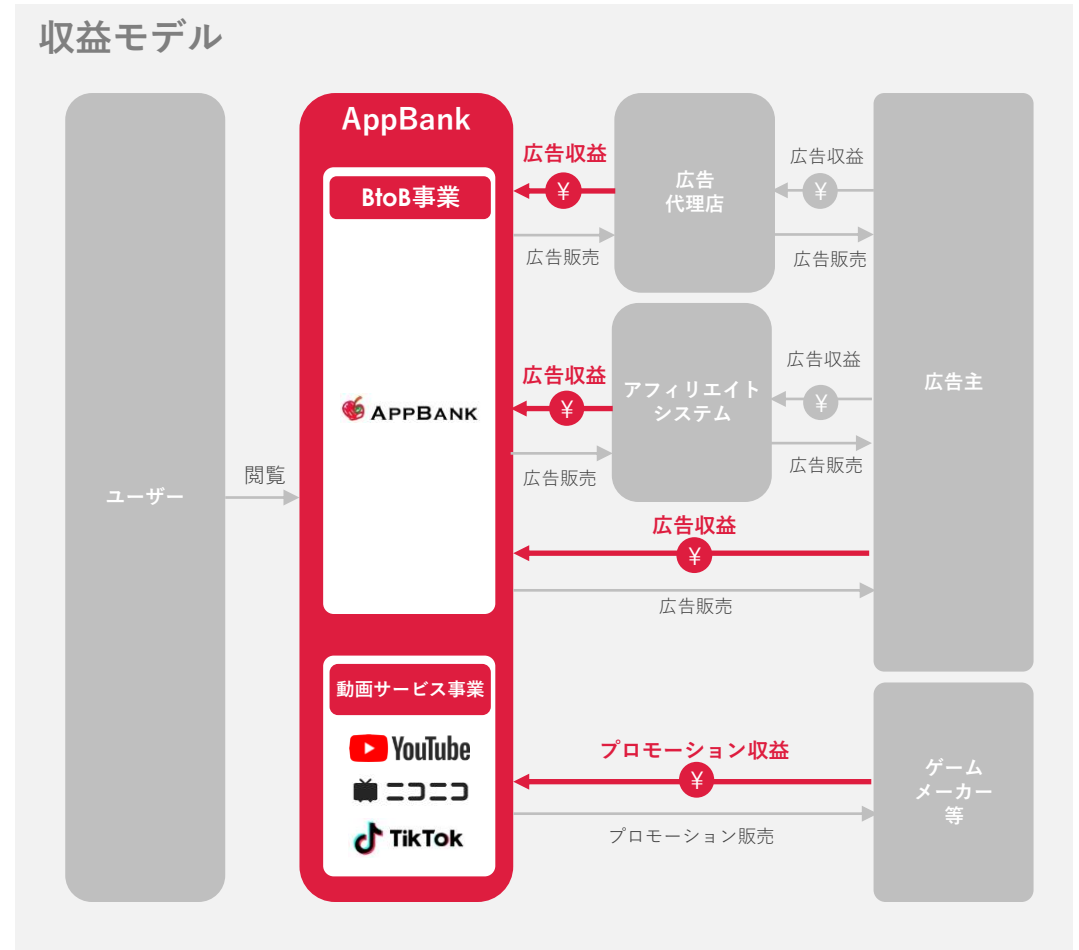 収益モデル
ユーザー
閲覧
AppBank
BtoB事業
APPBANK
動画サービス事業
YouTube
ニコニコ
TikTok
広告収益
¥
広告販売
広告
代理店
広告収益
¥
広告販売
広告収益
¥
広告販売
アフィリエイト
システム
広告収益
¥
広告販売
広告収益
¥
広告販売
広告主
プロモーション収益
¥
プロモーション販売
ゲーム
メーカー
等